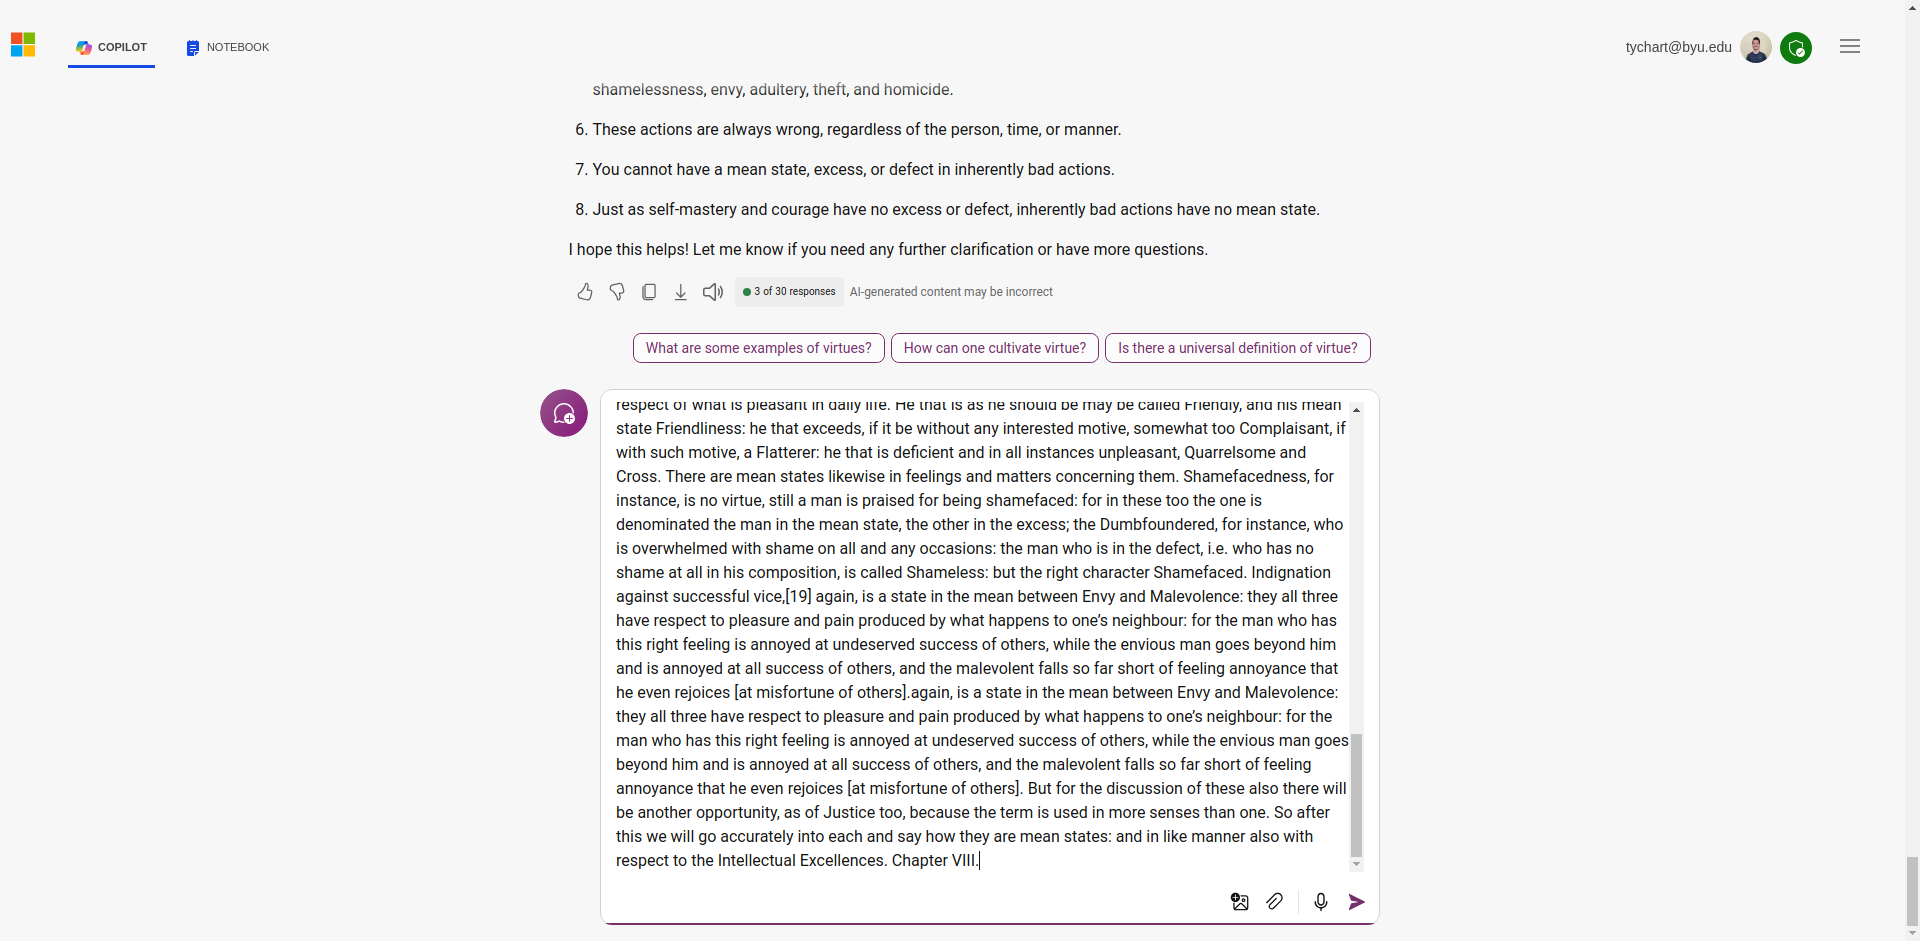 COPILOT
NOTEBOOK
tychart@byu.edu
shamelessness, envy, adultery, theft, and homicide.
6. These actions are always wrong, regardless of the person, time, or manner.
7. You cannot have a mean state, excess, or defect in inherently bad actions.
8. Just as self-mastery and courage have no excess or defect, inherently bad actions have no mean state.
I hope this helps! Let me know if you need any further clarification or have more questions.
3 of 30 responses
AI-generated content may be incorrect
What are some examples of virtues?
How can one cultivate virtue?
Is there a universal definition of virtue?
respect of what is pleasant in daily life. He that is as he should be may be called Friendly, and his mean
state Friendliness: he that exceeds, if it be without any interested motive, somewhat too Complaisant, if
with such motive, a Flatterer: he that is deficient and in all instances unpleasant, Quarrelsome and
Cross. There are mean states likewise in feelings and matters concerning them. Shamefacedness, for
instance, is no virtue, still a man is praised for being shamefaced: for in these too the one is
denominated the man in the mean state, the other in the excess; the Dumbfoundered, for instance, who
is overwhelmed with shame on all and any occasions: the man who is in the defect, i.e. who has no
shame at all in his composition, is called Shameless: but the right character Shamefaced. Indignation
against successful vice,[19] again, is a state in the mean between Envy and Malevolence: they all three
have respect to pleasure and pain produced by what happens to one’s neighbour: for the man who has
this right feeling is annoyed at undeserved success of others, while the envious man goes beyond him
and is annoyed at all success of others, and the malevolent falls so far short of feeling annoyance that
he even rejoices [at misfortune of others].again, is a state in the mean between Envy and Malevolence:
they all three have respect to pleasure and pain produced by what happens to one’s neighbour: for the
man who has this right feeling is annoyed at undeserved success of others, while the envious man goes
beyond him and is annoyed at all success of others, and the malevolent falls so far short of feeling
annoyance that he even rejoices [at misfortune of others]. But for the discussion of these also there will
be another opportunity, as of Justice too, because the term is used in more senses than one. So after
this we will go accurately into each and say how they are mean states: and in like manner also with
respect to the Intellectual Excellences. Chapter VIII.